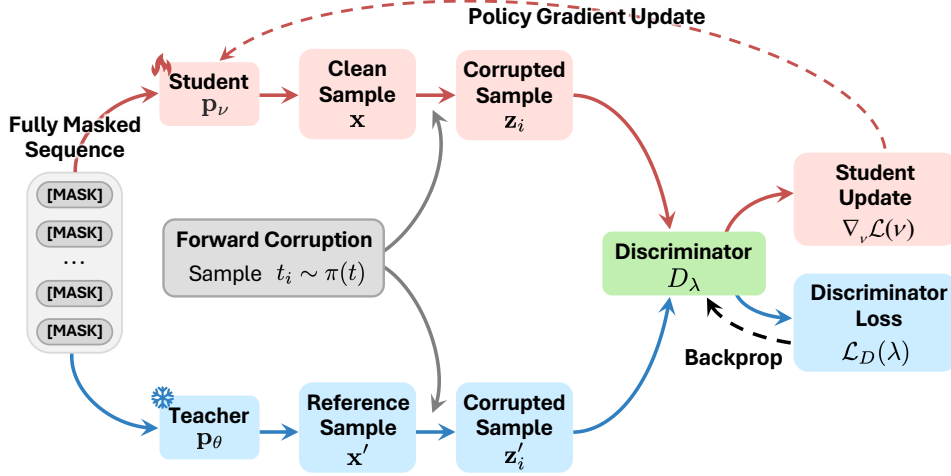 Policy Gradient Update
Student
p_ν
Clean
Sample
x
Corrupted
Sample
z_i
Fully Masked
Sequence
[MASK]
[MASK]
...
[MASK]
[MASK]
Forward Corruption
Sample t_i ∼ π(t)
Discriminator
D_λ
Student
Update
∇_ν L(ν)
Discriminator
Loss
L_D(λ)
Backprop
Teacher
p_θ
Reference
Sample
x′
Corrupted
Sample
z′_i